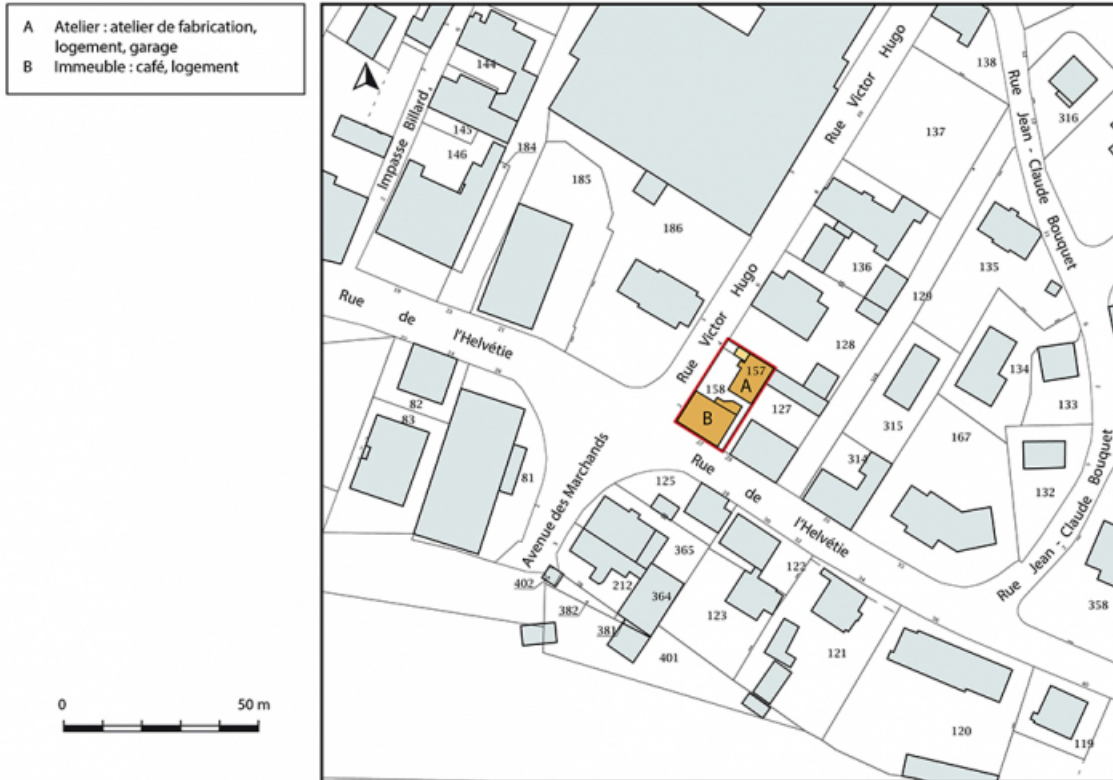 A Atelier : atelier de fabrication,
logement, garage
B Immeuble : café, logement
0 50 m
144
145
146
184
185
186
Impasse Billard
Rue Victor Hugo
138
137
316
Rue Jean - Claude Bouquet
136
135
129
128
Rue Victor Hugo
Rue de l'Helvétie
157
A
158
B
127
134
133
315
167
314
132
82
83
81
Avenue des Marchands
125
Rue de l'Helvétie
Rue Jean - Claude Bouquet
365
122
402
212
364
382
381
123
401
121
358
120
119